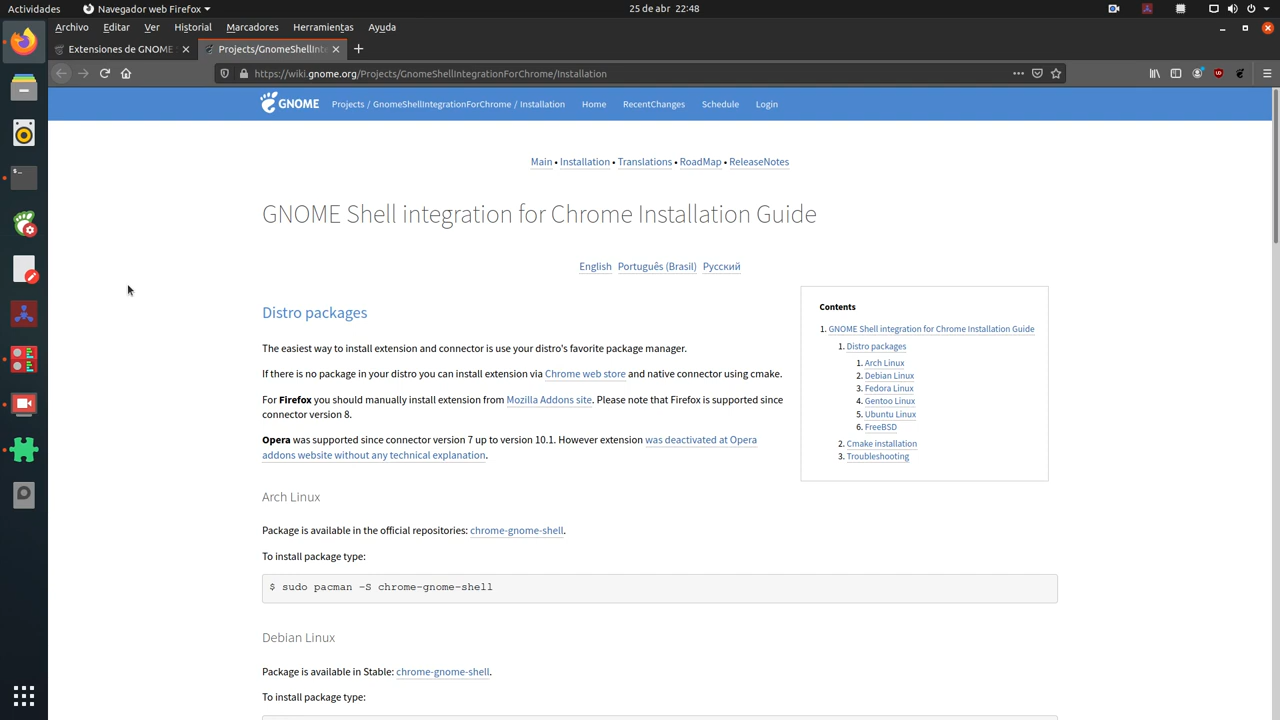 Actividades
Navegador web Firefox
25 de abr 22:48
Archivo Editar Ver Historial Marcadores Herramientas Ayuda
Extensiones de GNOME
Projects/GnomeShellInt
https://wiki.gnome.org/Projects/GnomeShellIntegrationForChrome/Installation
GNOME Projects / GnomeShellIntegrationForChrome / Installation Home RecentChanges Schedule Login
Main • Installation • Translations • RoadMap • ReleaseNotes
GNOME Shell integration for Chrome Installation Guide
English Português (Brasil) Русский
Distro packages
The easiest way to install extension and connector is use your distro's favorite package manager.
If there is no package in your distro you can install extension via Chrome web store and native connector using cmake.
For Firefox you should manually install extension from Mozilla Addons site. Please note that Firefox is supported since
connector version 8.
Opera was supported since connector version 7 up to version 10.1. However extension was deactivated at Opera
addons website without any technical explanation.
Contents
1. GNOME Shell integration for Chrome Installation Guide
1. Distro packages
1. Arch Linux
2. Debian Linux
3. Fedora Linux
4. Gentoo Linux
5. Ubuntu Linux
6. FreeBSD
2. Cmake installation
3. Troubleshooting
Arch Linux
Package is available in the official repositories: chrome-gnome-shell.
To install package type:
$ sudo pacman -S chrome-gnome-shell
Debian Linux
Package is available in Stable: chrome-gnome-shell.
To install package type: